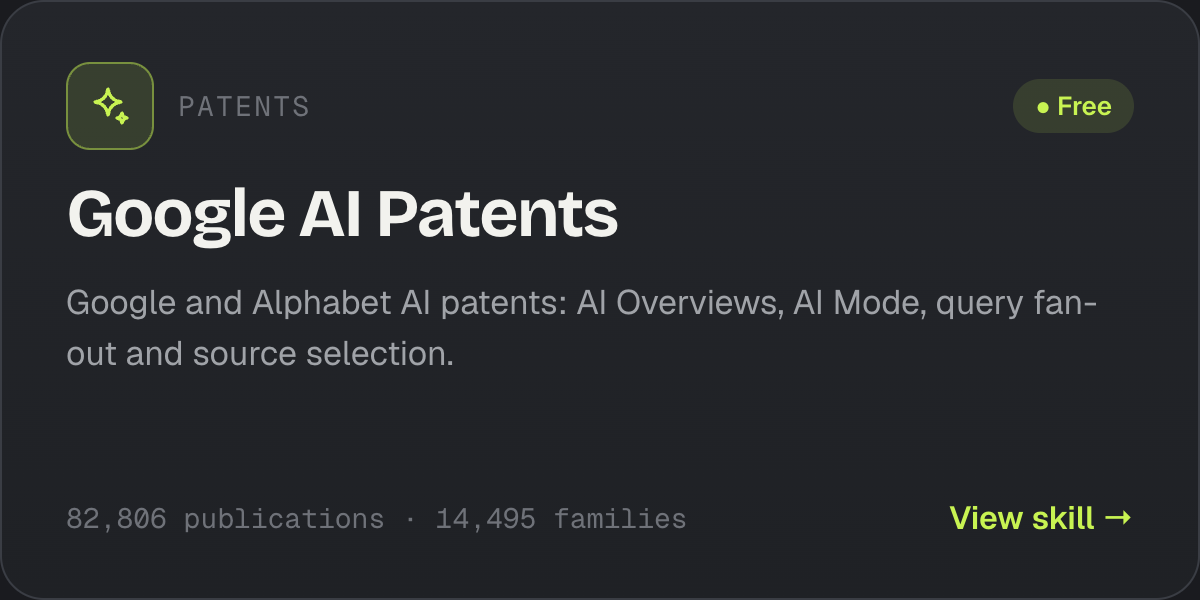 PATENTS
● Free
Google AI Patents
Google and Alphabet AI patents: AI Overviews, AI Mode, query fan-
out and source selection.
82,806 publications · 14,495 families
View skill →